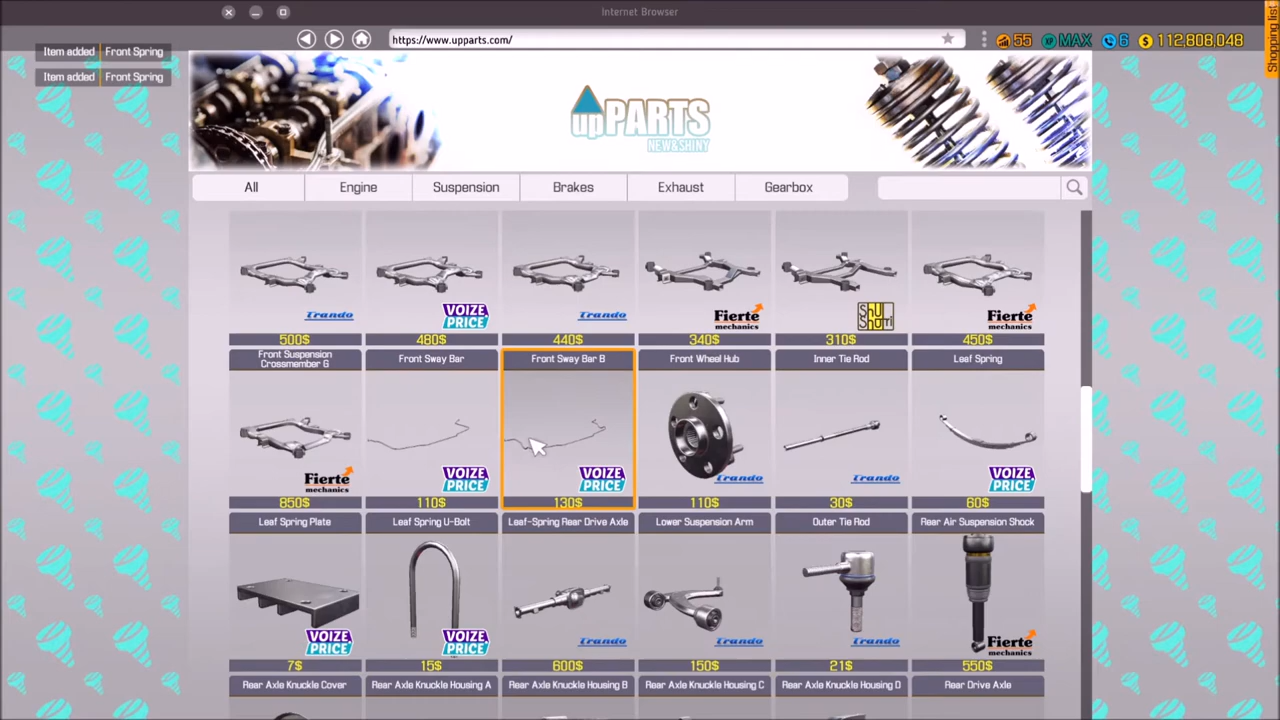 Internet Browser
https://www.upparts.com/
55 XP MAX 6 $ 112,808,048
Shopping list
Item added Front Spring
Item added Front Spring
upPARTS
NEW&SHINY
All Engine Suspension Brakes Exhaust Gearbox
Trando VOIZE PRICE Trando Fierte mechanics ShuShuri Fierte mechanics
500$ 480$ 440$ 340$ 310$ 450$
Front Suspension Crossmember G Front Sway Bar Front Sway Bar B Front Wheel Hub Inner Tie Rod Leaf Spring
Fierte mechanics VOIZE PRICE VOIZE PRICE Trando Trando VOIZE PRICE
850$ 110$ 130$ 110$ 30$ 60$
Leaf Spring Plate Leaf Spring U-Bolt Leaf-Spring Rear Drive Axle Lower Suspension Arm Outer Tie Rod Rear Air Suspension Shock
VOIZE PRICE VOIZE PRICE Trando Trando Trando Fierte mechanics
7$ 15$ 600$ 150$ 21$ 550$
Rear Axle Knuckle Cover Rear Axle Knuckle Housing A Rear Axle Knuckle Housing B Rear Axle Knuckle Housing C Rear Axle Knuckle Housing D Rear Drive Axle